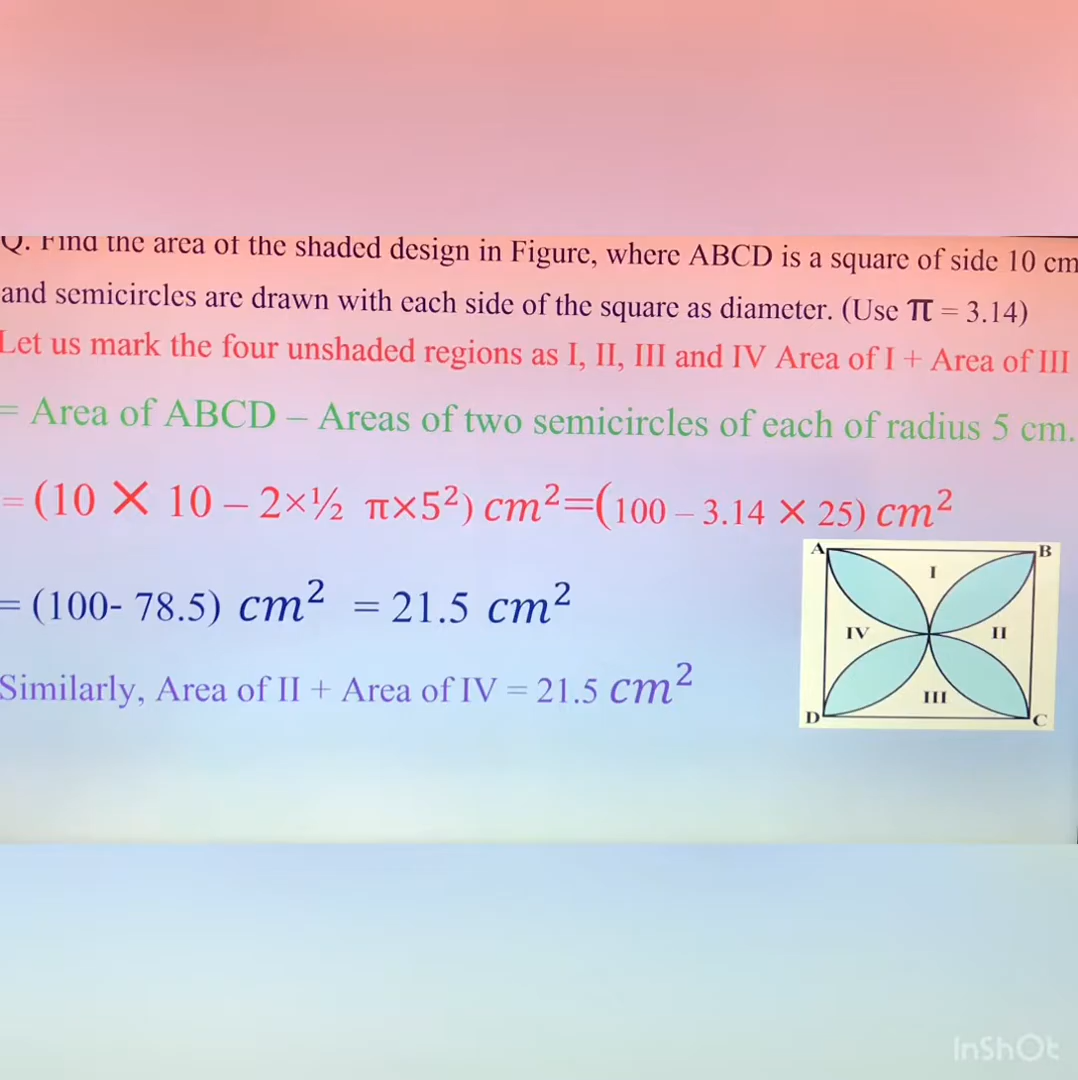 Q. Find the area of the shaded design in Figure, where ABCD is a square of side 10 cm
and semicircles are drawn with each side of the square as diameter. (Use π = 3.14)
Let us mark the four unshaded regions as I, II, III and IV Area of I + Area of III
= Area of ABCD – Areas of two semicircles of each of radius 5 cm.
= (10 × 10 – 2×½ π×5²) cm²=(100 – 3.14 × 25) cm²
= (100- 78.5) cm² = 21.5 cm²
Similarly, Area of II + Area of IV = 21.5 cm²
A B
I
IV II
III
D C
InShOt